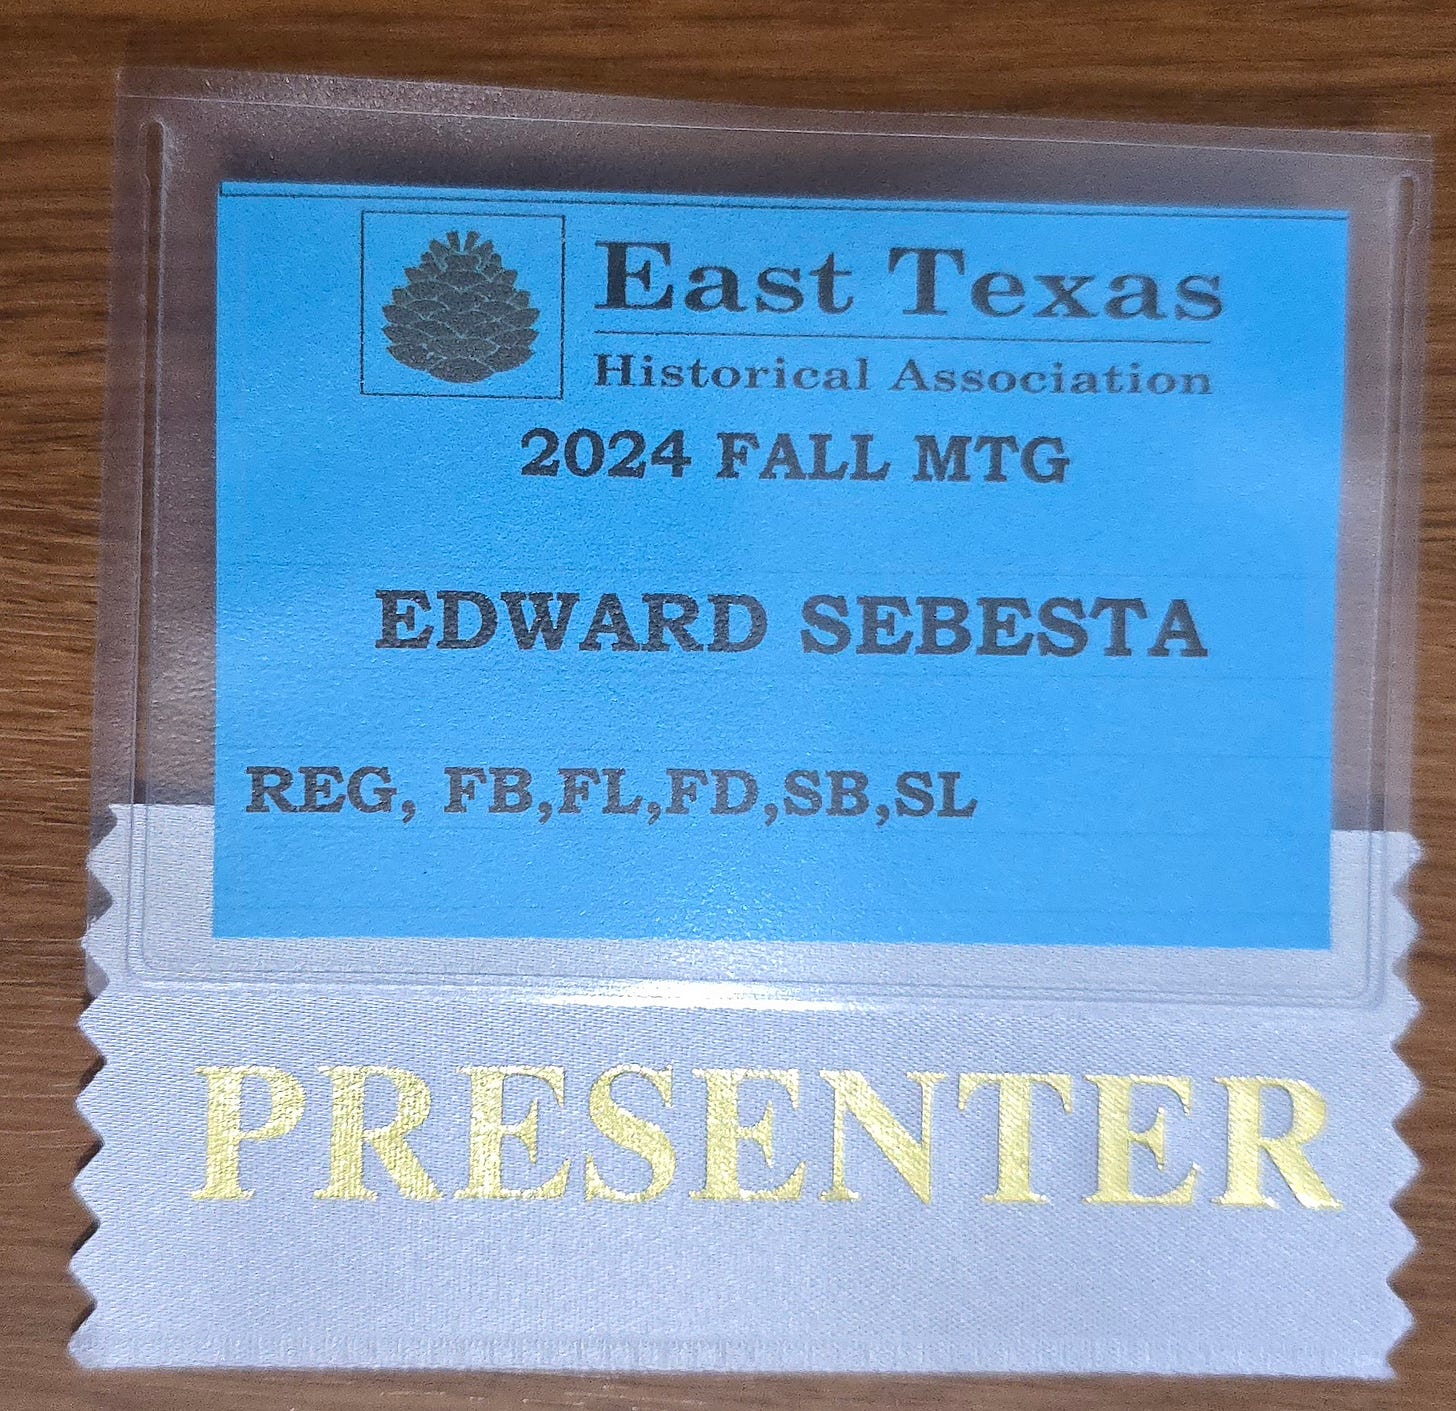 East Texas
Historical Association
2024 FALL MTG
EDWARD SEBESTA
REG, FB,FL,FD,SB,SL
PRESENTER